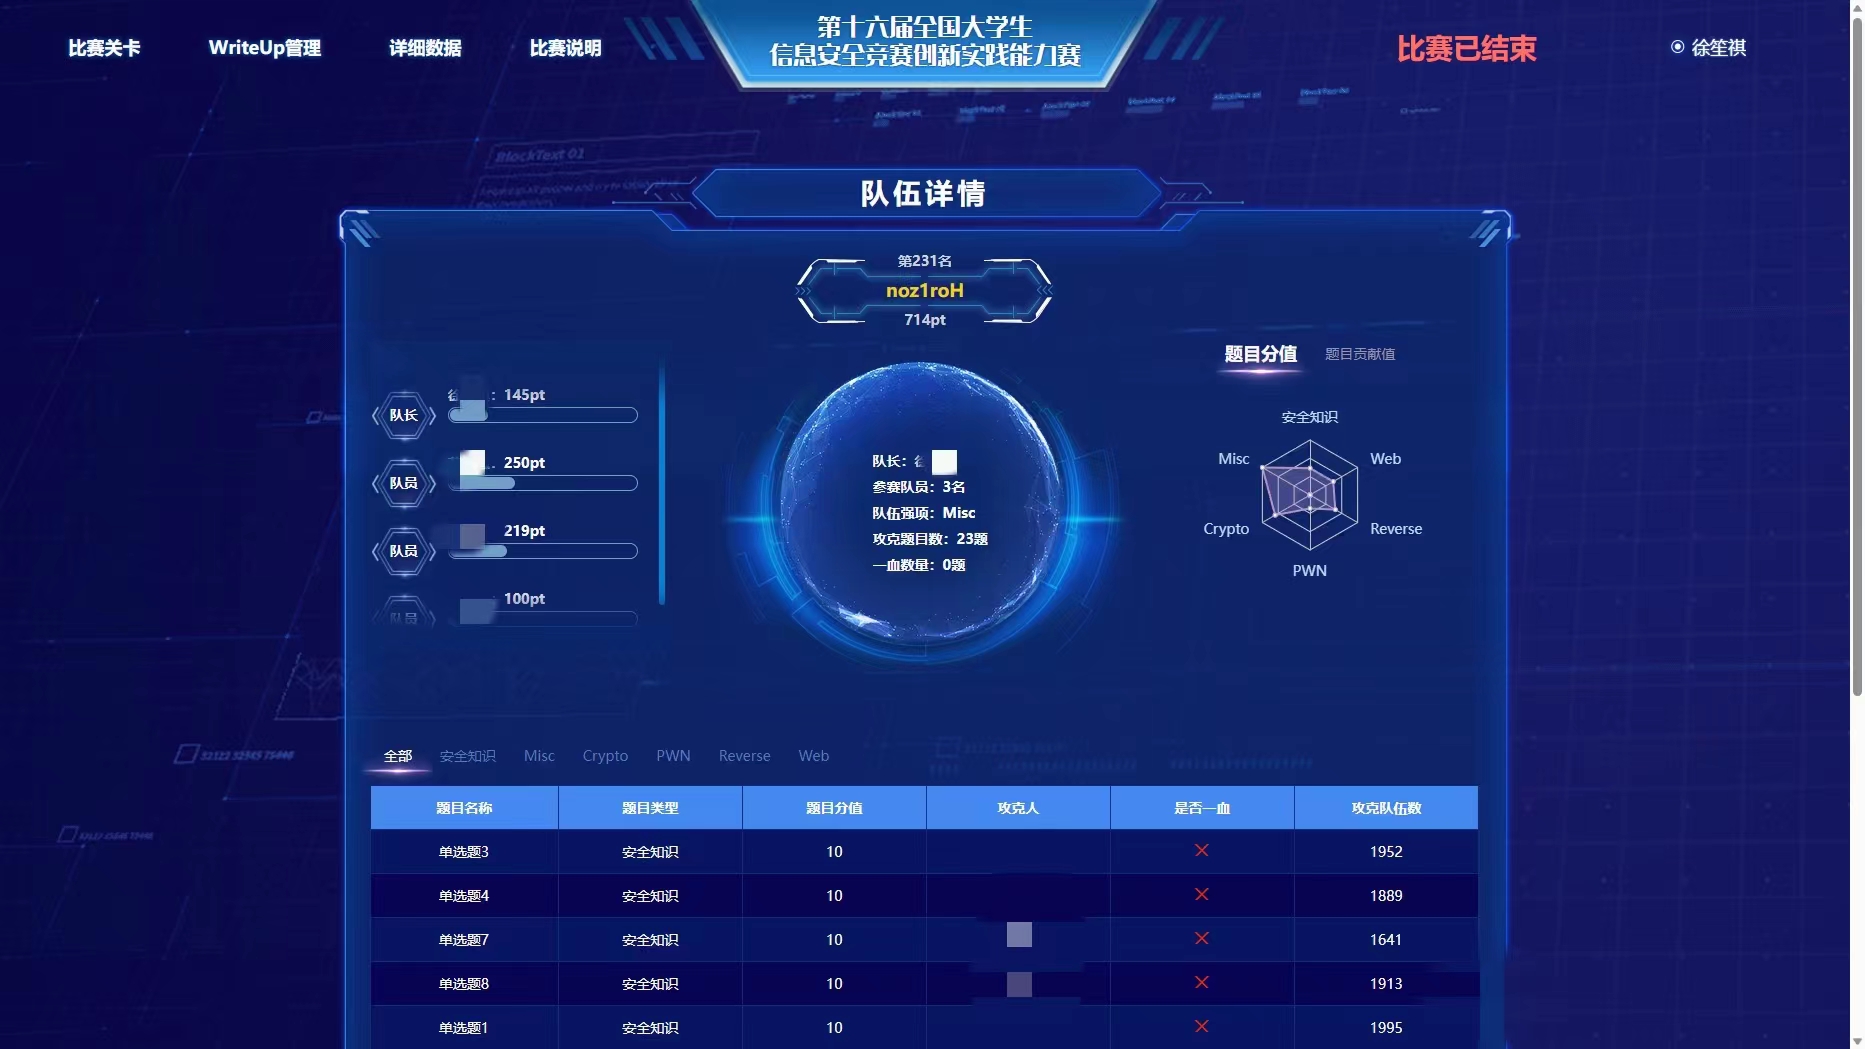 比赛关卡
WriteUp管理
详细数据
比赛说明
第十六届全国大学生
信息安全竞赛创新实践能力赛
比赛已结束
徐笙祺
BlockText 01
队伍详情
第231名
noz1roH
714pt
队长
: 145pt
队员
250pt
队员
219pt
队员
100pt
队长:
参赛队员: 3名
队伍强项: Misc
攻克题目数: 23题
一血数量: 0题
题目分值
题目贡献值
安全知识
Misc
Web
Crypto
Reverse
PWN
全部 安全知识 Misc Crypto PWN Reverse Web
题目名称 题目类型 题目分值 攻克人 是否一血 攻克队伍数
单选题3 安全知识 10 1952
单选题4 安全知识 10 1889
单选题7 安全知识 10 1641
单选题8 安全知识 10 1913
单选题1 安全知识 10 1995